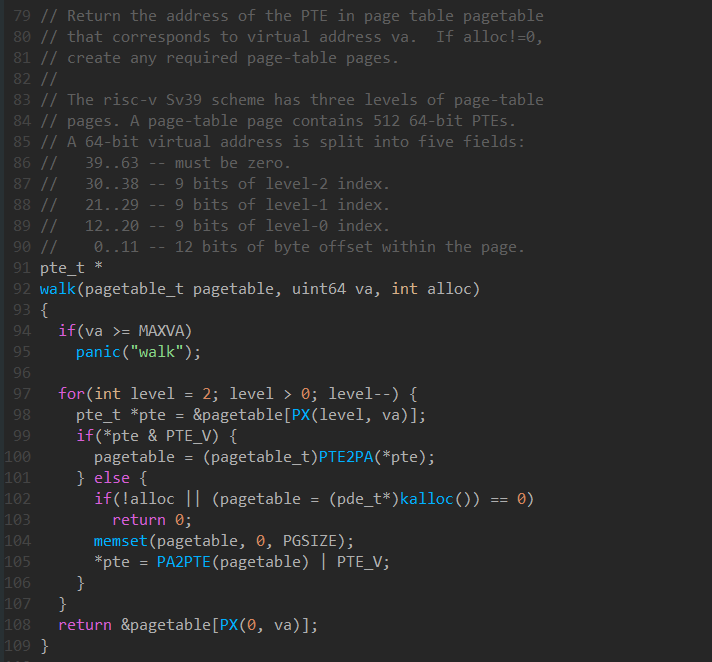 79 // Return the address of the PTE in page table pagetable
80 // that corresponds to virtual address va.  If alloc!=0,
81 // create any required page-table pages.
82 //
83 // The risc-v Sv39 scheme has three levels of page-table
84 // pages. A page-table page contains 512 64-bit PTEs.
85 // A 64-bit virtual address is split into five fields:
86 //   39..63 -- must be zero.
87 //   30..38 -- 9 bits of level-2 index.
88 //   21..29 -- 9 bits of level-1 index.
89 //   12..20 -- 9 bits of level-0 index.
90 //    0..11 -- 12 bits of byte offset within the page.
91 pte_t *
92 walk(pagetable_t pagetable, uint64 va, int alloc)
93 {
94   if(va >= MAXVA)
95     panic("walk");
96
97   for(int level = 2; level > 0; level--) {
98     pte_t *pte = &pagetable[PX(level, va)];
99     if(*pte & PTE_V) {
100       pagetable = (pagetable_t)PTE2PA(*pte);
101     } else {
102       if(!alloc || (pagetable = (pde_t*)kalloc()) == 0)
103         return 0;
104       memset(pagetable, 0, PGSIZE);
105       *pte = PA2PTE(pagetable) | PTE_V;
106     }
107   }
108   return &pagetable[PX(0, va)];
109 }